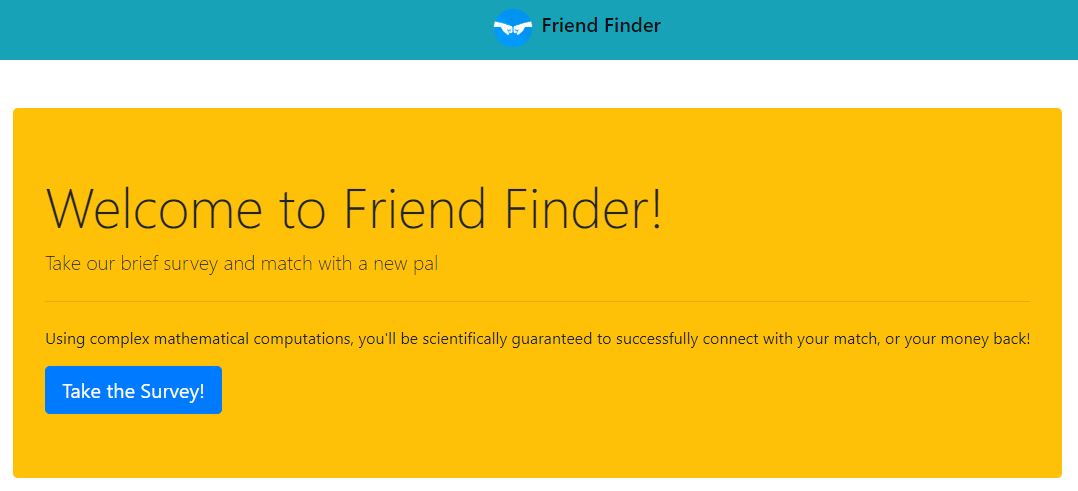 Friend Finder
Welcome to Friend Finder!
Take our brief survey and match with a new pal
Using complex mathematical computations, you'll be scientifically guaranteed to successfully connect with your match, or your money back!
Take the Survey!